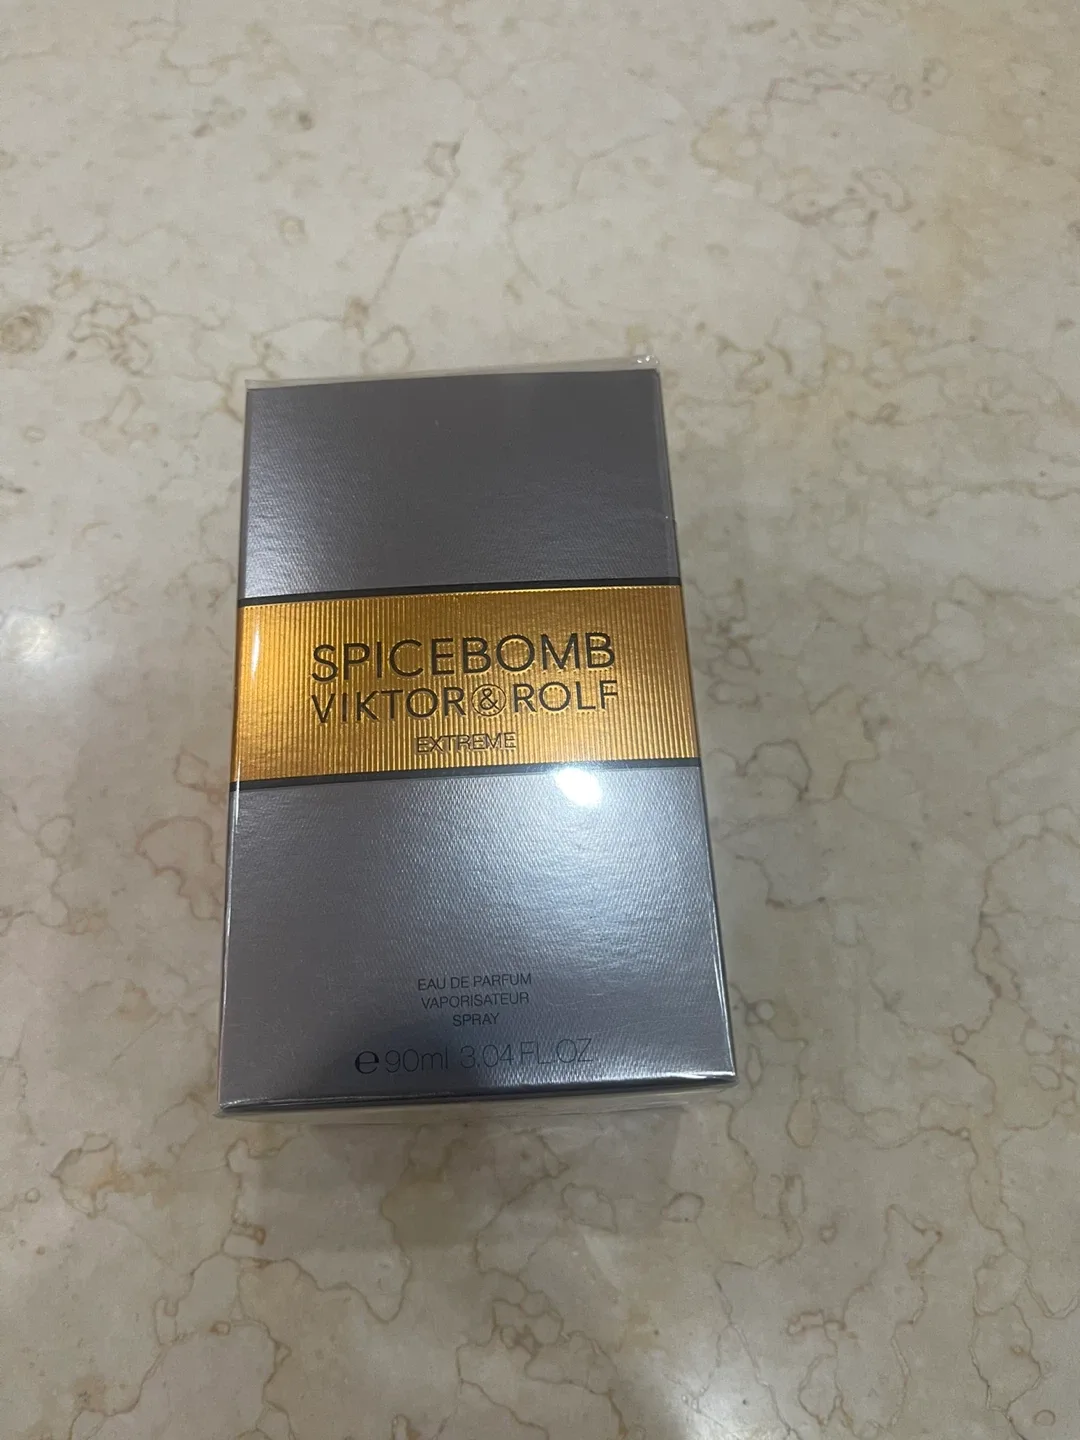 SPICEBOMB
VIKTOR & ROLF
EXTREME
EAU DE PARFUM
VAPORISATEUR
SPRAY
℮ 90ml 3.04 FL.OZ